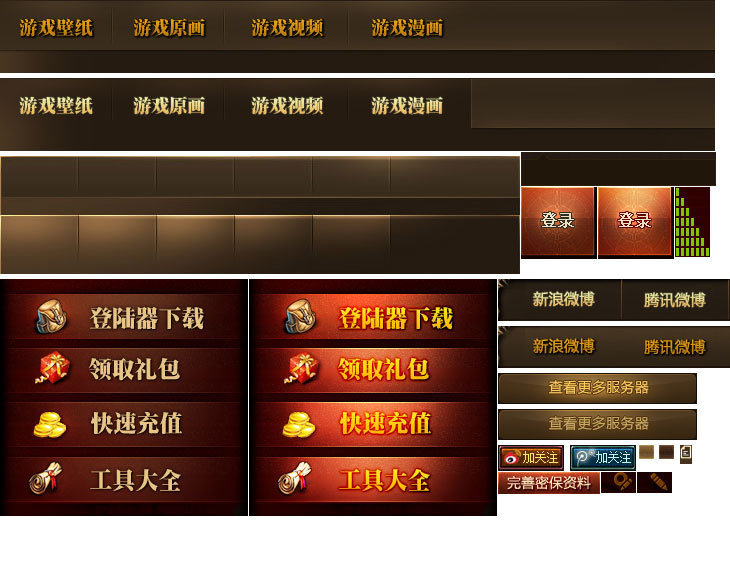 游戏壁纸 游戏原画 游戏视频 游戏漫画
游戏壁纸 游戏原画 游戏视频 游戏漫画
登录 登录
登陆器下载 登陆器下载
领取礼包 领取礼包
快速充值 快速充值
工具大全 工具大全
新浪微博 腾讯微博
新浪微博 腾讯微博
查看更多服务器
查看更多服务器
加关注 加关注
完善密保资料